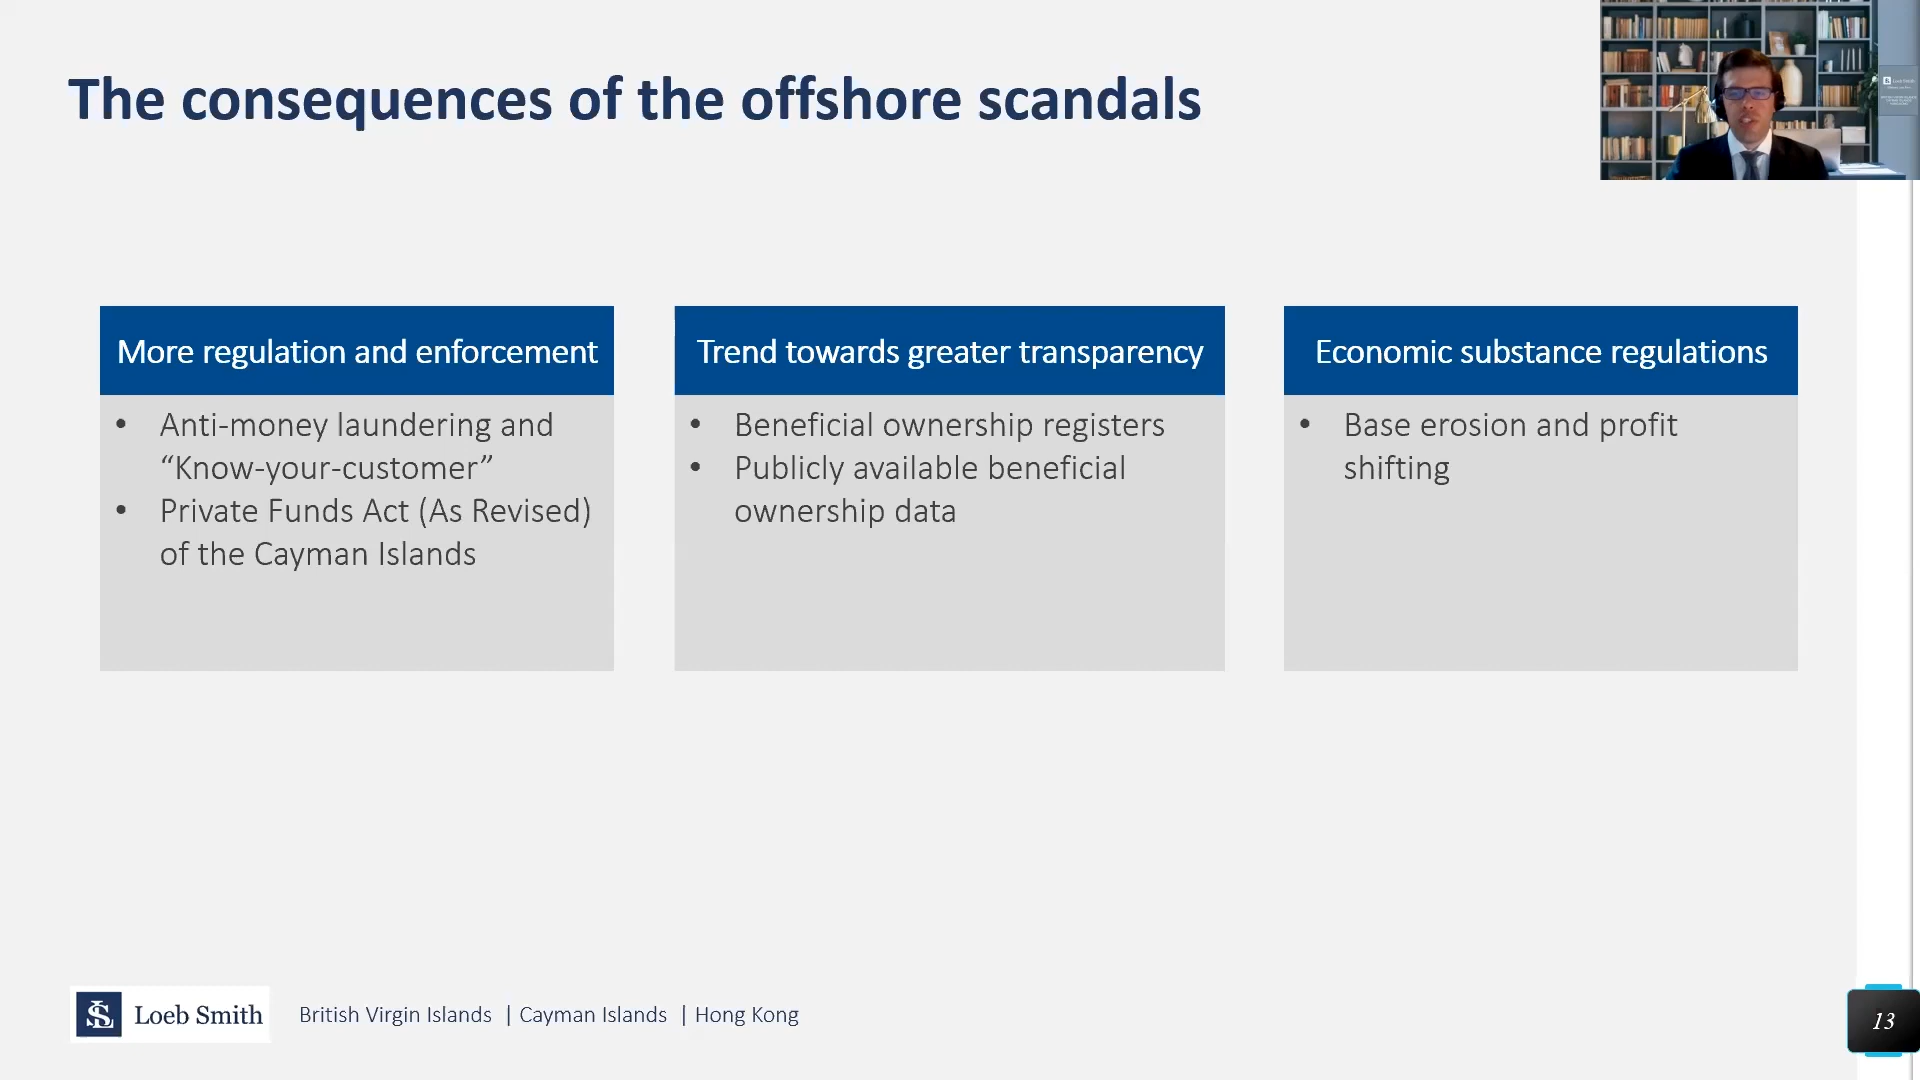 The consequences of the offshore scandals
More regulation and enforcement
• Anti-money laundering and
“Know-your-customer”
• Private Funds Act (As Revised)
of the Cayman Islands
Trend towards greater transparency
• Beneficial ownership registers
• Publicly available beneficial
ownership data
Economic substance regulations
• Base erosion and profit
shifting
Loeb Smith
British Virgin Islands | Cayman Islands | Hong Kong
13